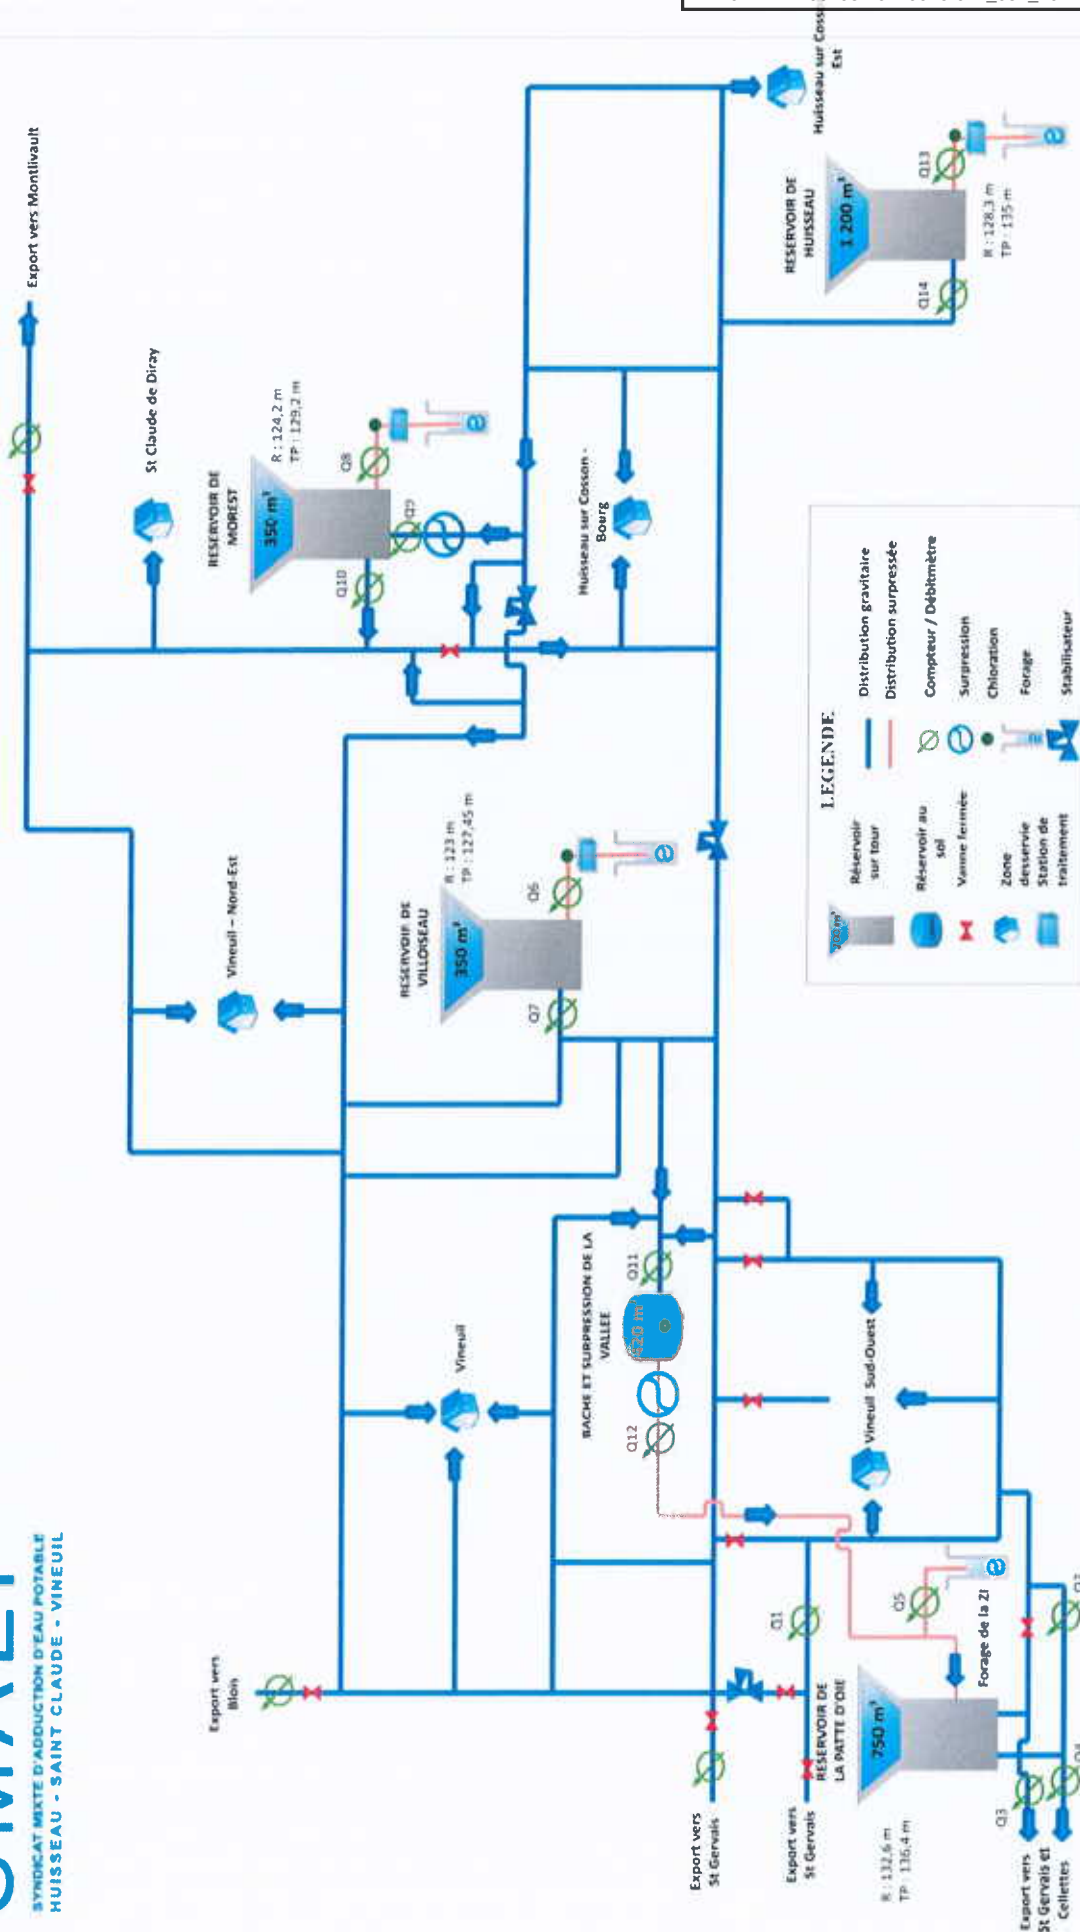 SYNDICAT MIXTE D'ADDUCTION D'EAU POTABLE
HUISSEAU - SAINT CLAUDE - VINEUIL
Export vers
Blois
Vineuil – Nord-Est
Export vers Montlivault
St Claude de Diray
RESERVOIR DE
MOREST
350 m³
R : 124,2 m
TP : 129,2 m
Q8
Q9
Q10
Vineuil
RESERVOIR DE
VILLOISEAU
350 m³
R : 123 m
TP : 127,45 m
Q6
Q7
Huisseau sur Cosson -
Bourg
Huisseau sur
Est
BACHE ET SURPRESSION DE LA
VALLEE
Q11
Q12
RESERVOIR DE
HUISSEAU
1 200 m³
R : 128,3 m
TP : 135 m
Q13
Q14
Export vers
St Gervais
Export vers
St Gervais
Q1
RESERVOIR DE
LA PATTE D'OIE
750 m³
R : 132,6 m
TP : 136,4 m
Q5
Forage de la ZI
Vineuil Sud-Ouest
Q3
Export vers
St Gervais et
Cellettes
LEGENDE
Réservoir
sur tour
Distribution gravitaire
Distribution surpressée
Réservoir au
sol
Compteur / Débitmètre
Vanne fermée
Surpression
Chloration
Zone
desservie
Forage
Station de
traitement
Stabilisateur